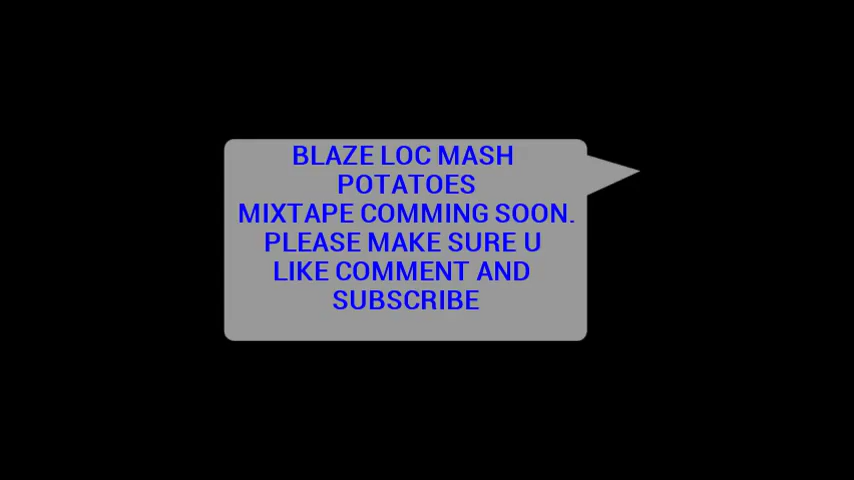 BLAZE LOC MASH
POTATOES
MIXTAPE COMMING SOON.
PLEASE MAKE SURE U
LIKE COMMENT AND
SUBSCRIBE